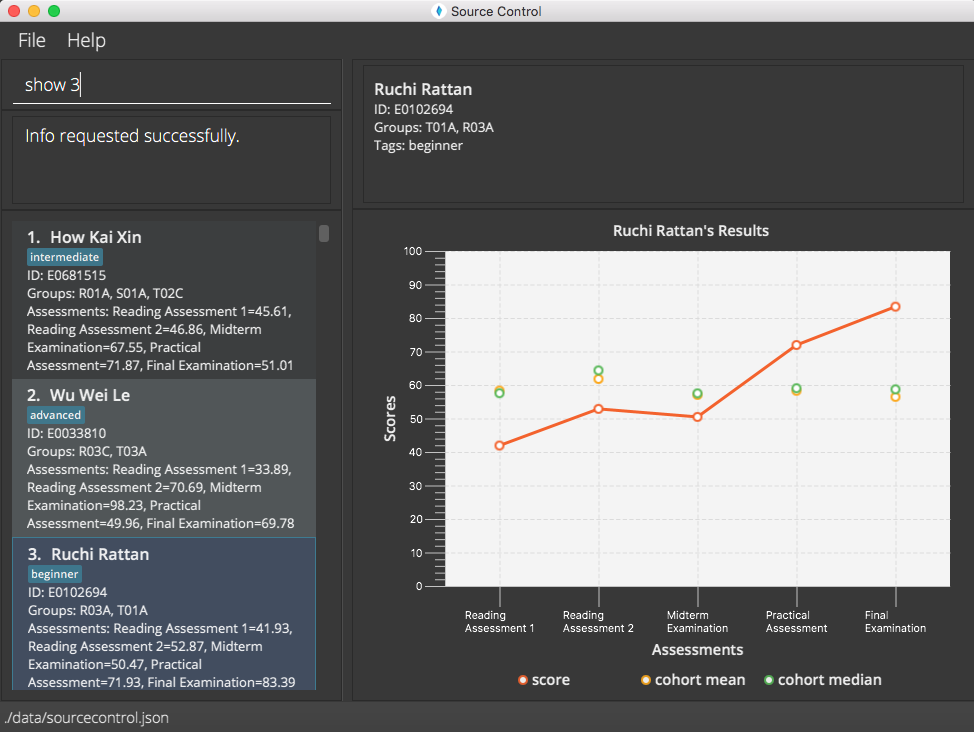 Source Control
File Help
show 3
Info requested successfully.
1. How Kai Xin
intermediate
ID: E0681515
Groups: R01A, S01A, T02C
Assessments: Reading Assessment 1=45.61,
Reading Assessment 2=46.86, Midterm
Examination=67.55, Practical
Assessment=71.87, Final Examination=51.01
2. Wu Wei Le
advanced
ID: E0033810
Groups: R03C, T03A
Assessments: Reading Assessment 1=33.89,
Reading Assessment 2=70.69, Midterm
Examination=98.23, Practical
Assessment=49.96, Final Examination=69.78
3. Ruchi Rattan
beginner
ID: E0102694
Groups: R03A, T01A
Assessments: Reading Assessment 1=41.93,
Reading Assessment 2=52.87, Midterm
Examination=50.47, Practical
Assessment=71.93, Final Examination=83.39
Ruchi Rattan
ID: E0102694
Groups: T01A, R03A
Tags: beginner
Ruchi Rattan's Results
100
90
80
70
60
50
40
30
20
10
0
Scores
Reading
Assessment 1
Reading
Assessment 2
Midterm
Examination
Practical
Assessment
Final
Examination
Assessments
score cohort mean cohort median
./data/sourcecontrol.json